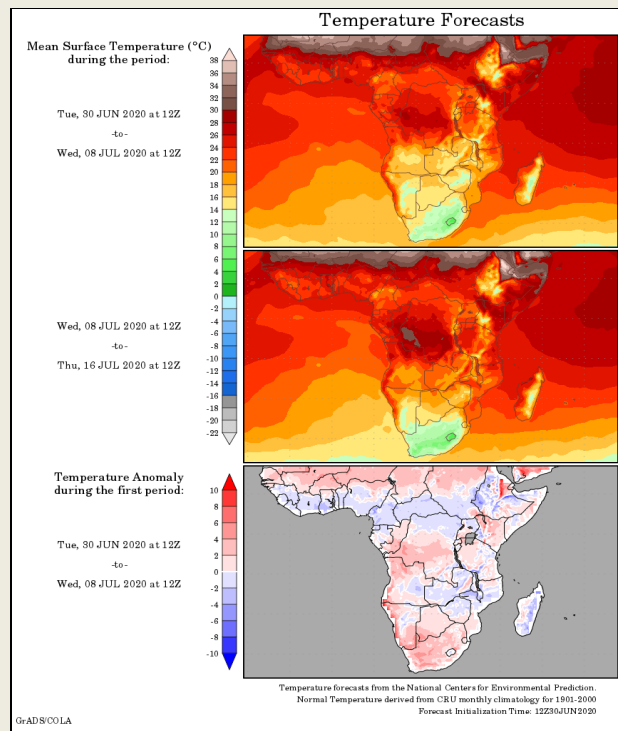 Temperature Forecasts
Mean Surface Temperature (°C)
during the period:
Tue, 30 JUN 2020 at 12Z
-to-
Wed, 08 JUL 2020 at 12Z
38
36
34
32
30
28
26
24
22
20
18
16
14
12
10
8
6
4
2
0
-2
-4
-6
-8
-10
-15
-16
-17
-18
-20
-22
Wed, 08 JUL 2020 at 12Z
-to-
Thu, 16 JUL 2020 at 12Z
Temperature Anomaly
during the first period:
Tue, 30 JUN 2020 at 12Z
-to-
Wed, 08 JUL 2020 at 12Z
10
8
6
4
2
0
-2
-4
-6
-8
-10
Temperature forecasts from the National Centers for Environmental Prediction.
Normal Temperature derived from CRU monthly climatology for 1901-2000
Forecast Initialization Time: 12Z30JUN2020
GrADS/COLA